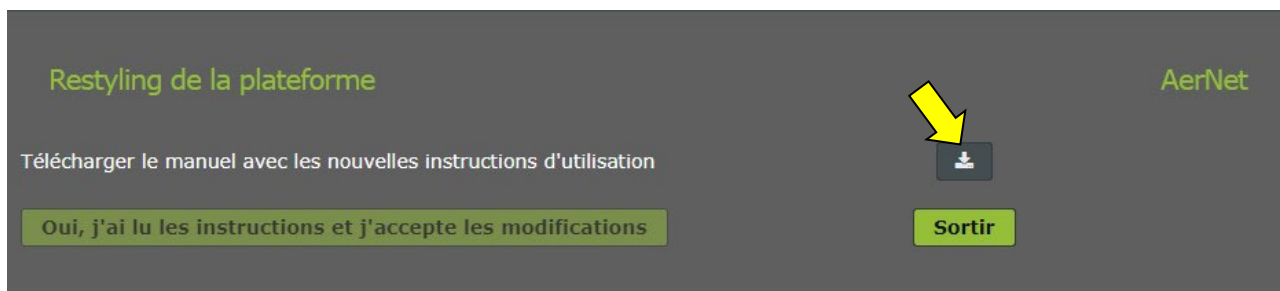 Restyling de la plateforme
AerNet
Télécharger le manuel avec les nouvelles instructions d'utilisation
Oui, j'ai lu les instructions et j'accepte les modifications
Sortir